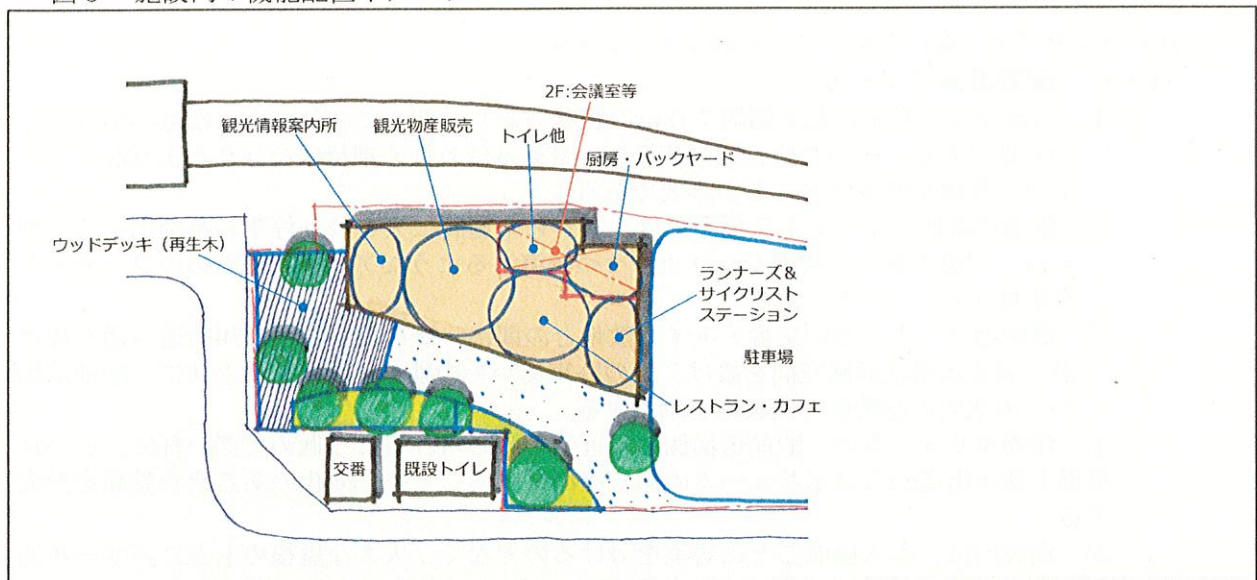 2F:会議室等
観光情報案内所
観光物産販売
トイレ他
厨房・バックヤード
ウッドデッキ（再生木）
ランナーズ＆
サイクリスト
ステーション
駐車場
レストラン・カフェ
交番
既設トイレ